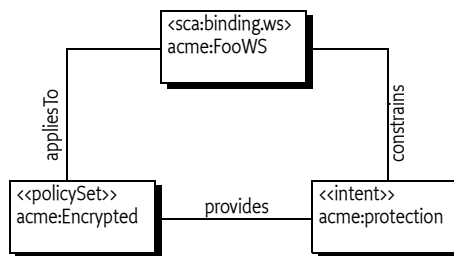 <sca:binding.ws>
acme:FooWS
appliesTo
constrains
<<policySet>>
acme:Encrypted
provides
<<intent>>
acme:protection